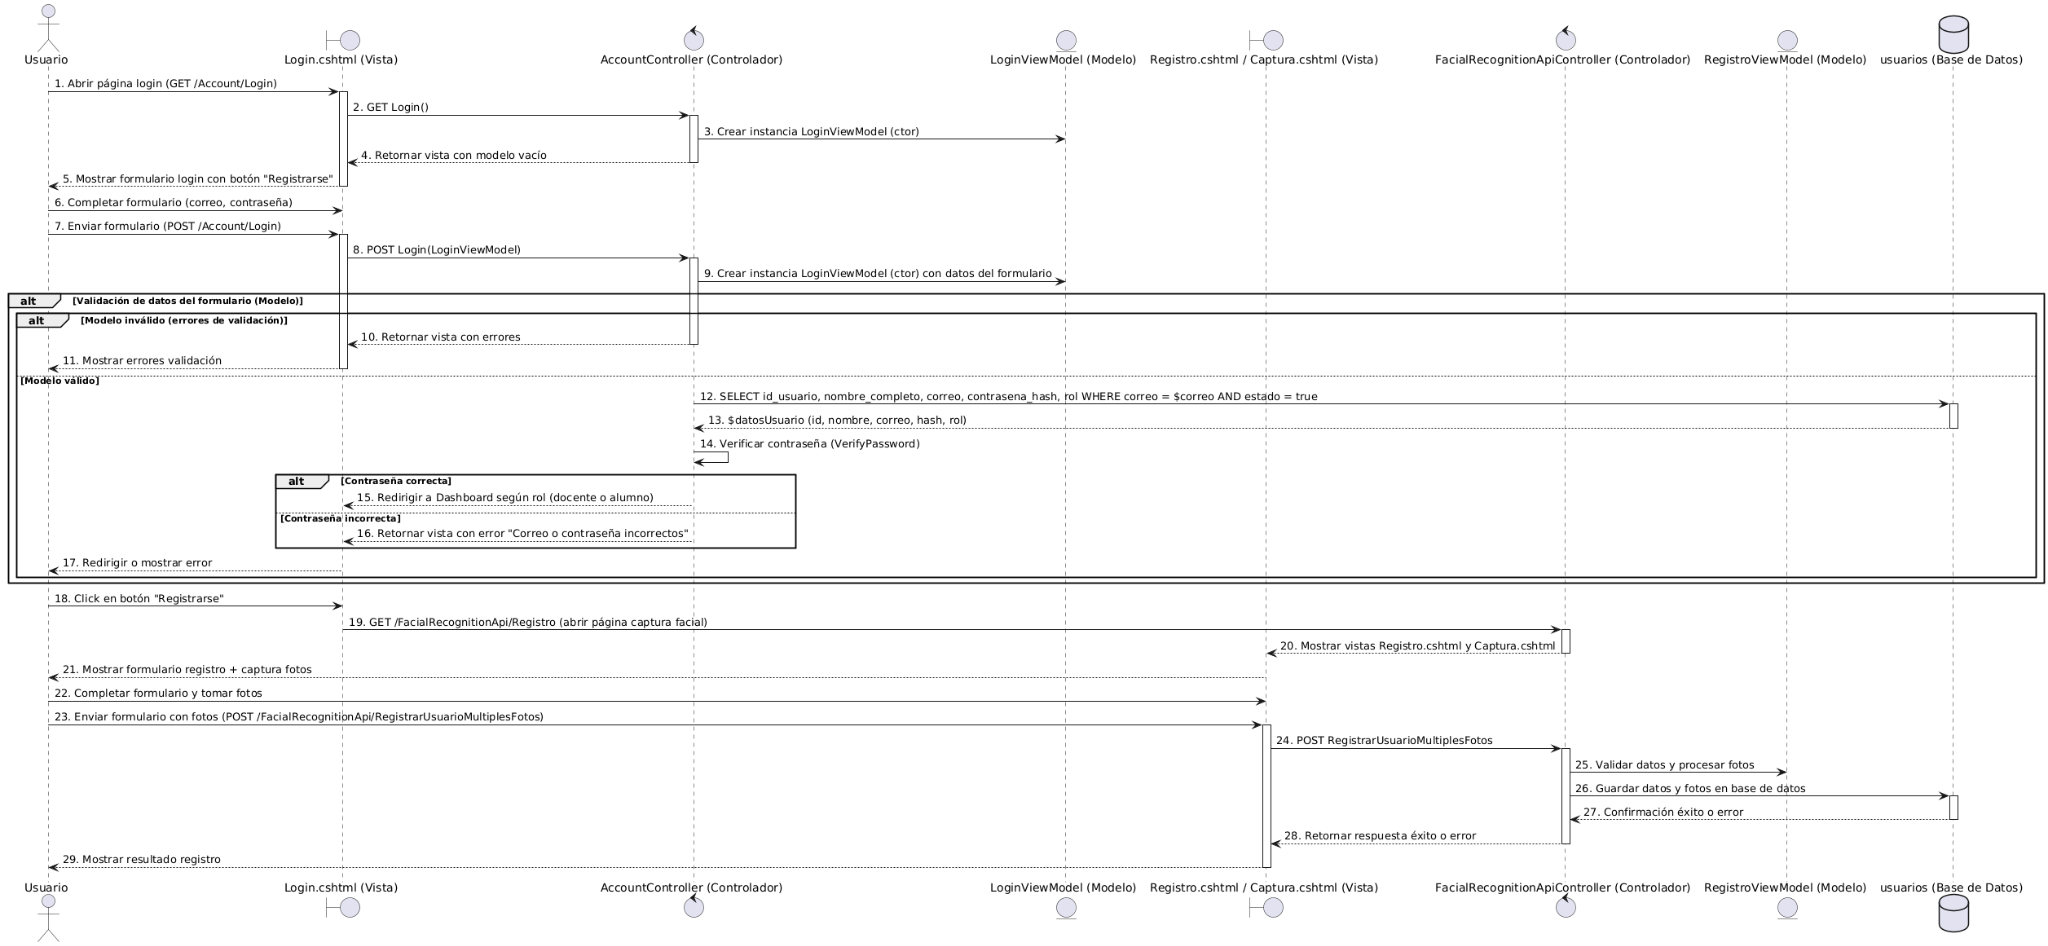 Usuario
Login.cshtml (Vista)
AccountController (Controlador)
LoginViewModel (Modelo)
Registro.cshtml / Captura.cshtml (Vista)
FacialRecognitionApiController (Controlador)
RegistroViewModel (Modelo)
usuarios (Base de Datos)
1. Abrir página login (GET /Account/Login)
2. GET Login()
3. Crear instancia LoginViewModel (ctor)
4. Retornar vista con modelo vacío
5. Mostrar formulario login con botón "Registrarse"
6. Completar formulario (correo, contraseña)
7. Enviar formulario (POST /Account/Login)
8. POST Login(LoginViewModel)
9. Crear instancia LoginViewModel (ctor) con datos del formulario
alt [Validación de datos del formulario (Modelo)]
alt [Modelo inválido (errores de validación)]
10. Retornar vista con errores
11. Mostrar errores validación
[Modelo válido]
12. SELECT id_usuario, nombre_completo, correo, contrasena_hash, rol WHERE correo = $correo AND estado = true
13. $datosUsuario (id, nombre, correo, hash, rol)
14. Verificar contraseña (VerifyPassword)
alt [Contraseña correcta]
15. Redirigir a Dashboard según rol (docente o alumno)
[Contraseña incorrecta]
16. Retornar vista con error "Correo o contraseña incorrectos"
17. Redirigir o mostrar error
18. Click en botón "Registrarse"
19. GET /FacialRecognitionApi/Registro (abrir página captura facial)
20. Mostrar vistas Registro.cshtml y Captura.cshtml
21. Mostrar formulario registro + captura fotos
22. Completar formulario y tomar fotos
23. Enviar formulario con fotos (POST /FacialRecognitionApi/RegistrarUsuarioMultiplesFotos)
24. POST RegistrarUsuarioMultiplesFotos
25. Validar datos y procesar fotos
26. Guardar datos y fotos en base de datos
27. Confirmación éxito o error
28. Retornar respuesta éxito o error
29. Mostrar resultado registro
Usuario
Login.cshtml (Vista)
AccountController (Controlador)
LoginViewModel (Modelo)
Registro.cshtml / Captura.cshtml (Vista)
FacialRecognitionApiController (Controlador)
RegistroViewModel (Modelo)
usuarios (Base de Datos)